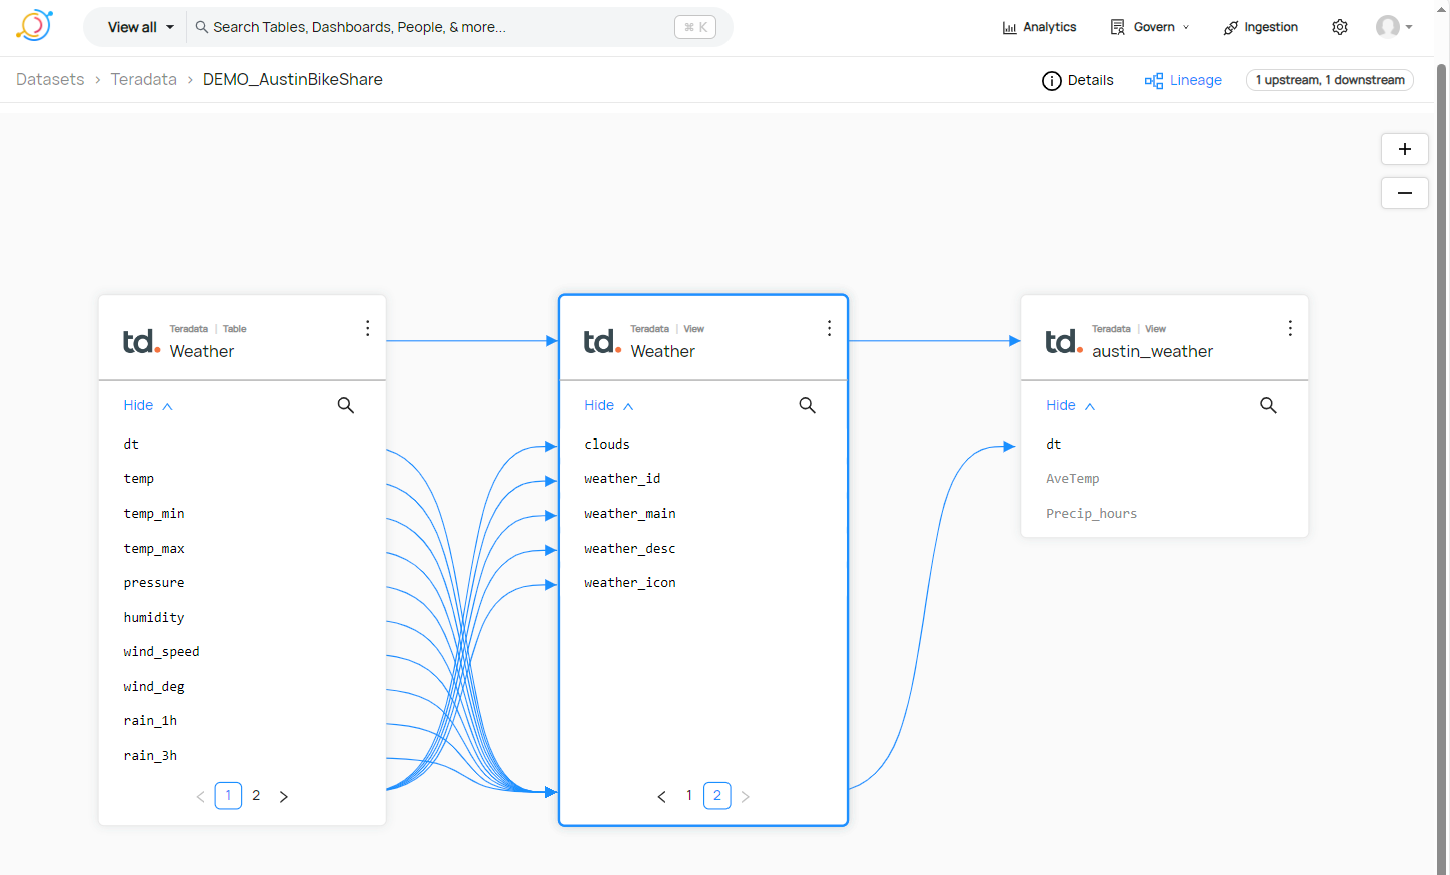 View all
Search Tables, Dashboards, People, & more...
⌘ K
Analytics
Govern
Ingestion
Datasets > Teradata > DEMO_AustinBikeShare
Details
Lineage
1 upstream, 1 downstream
+
−
td.
Teradata | Table
Weather
Hide
dt
temp
temp_min
temp_max
pressure
humidity
wind_speed
wind_deg
rain_1h
rain_3h
< 1 2 >
td.
Teradata | View
Weather
Hide
clouds
weather_id
weather_main
weather_desc
weather_icon
< 1 2 >
td.
Teradata | View
austin_weather
Hide
dt
AveTemp
Precip_hours